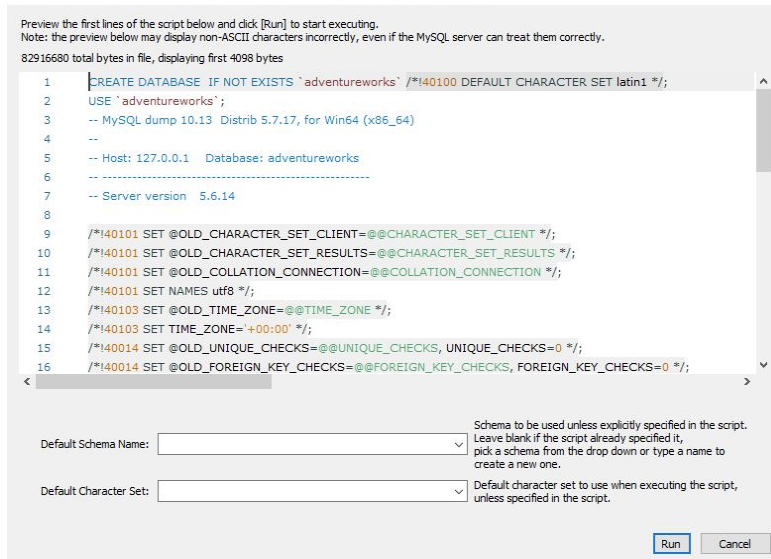 Preview the first lines of the script below and click [Run] to start executing.
Note: the preview below may display non-ASCII characters incorrectly, even if the MySQL server can treat them correctly.
82916680 total bytes in file, displaying first 4098 bytes
1 CREATE DATABASE  IF NOT EXISTS `adventureworks` /*!40100 DEFAULT CHARACTER SET latin1 */;
2 USE `adventureworks`;
3 -- MySQL dump 10.13  Distrib 5.7.17, for Win64 (x86_64)
4 --
5 -- Host: 127.0.0.1    Database: adventureworks
6 -- ------------------------------------------------------
7 -- Server version    5.6.14
8
9 /*!40101 SET @OLD_CHARACTER_SET_CLIENT=@@CHARACTER_SET_CLIENT */;
10 /*!40101 SET @OLD_CHARACTER_SET_RESULTS=@@CHARACTER_SET_RESULTS */;
11 /*!40101 SET @OLD_COLLATION_CONNECTION=@@COLLATION_CONNECTION */;
12 /*!40101 SET NAMES utf8 */;
13 /*!40103 SET @OLD_TIME_ZONE=@@TIME_ZONE */;
14 /*!40103 SET TIME_ZONE='+00:00' */;
15 /*!40014 SET @OLD_UNIQUE_CHECKS=@@UNIQUE_CHECKS, UNIQUE_CHECKS=0 */;
16 /*!40014 SET @OLD_FOREIGN_KEY_CHECKS=@@FOREIGN_KEY_CHECKS, FOREIGN_KEY_CHECKS=0 */;
Default Schema Name:
Schema to be used unless explicitly specified in the script.
Leave blank if the script already specified it,
pick a schema from the drop down or type a name to
create a new one.
Default Character Set:
Default character set to use when executing the script,
unless specified in the script.
Run
Cancel